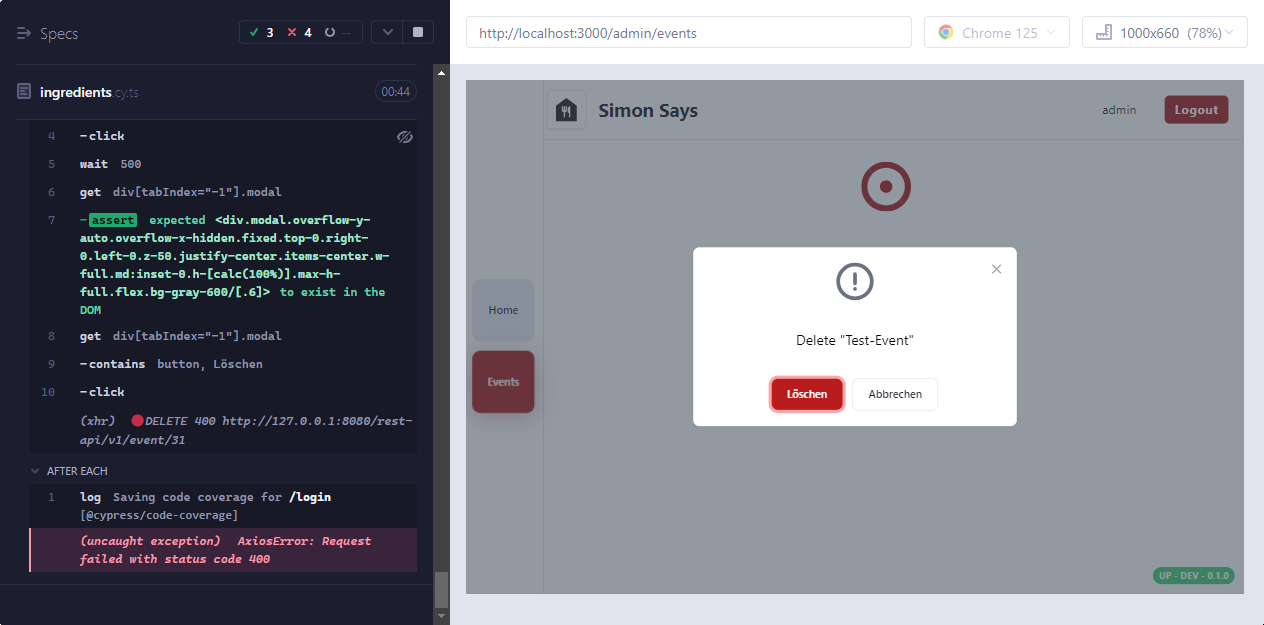 Specs
3 4 --
ingredients.cy.ts 00:44
4 -click
5 wait 500
6 get div[tabIndex="-1"].modal
7 -assert expected <div.modal.overflow-y-
auto.overflow-x-hidden.fixed.top-0.right-
0.left-0.z-50.justify-center.items-center.w-
full.md:inset-0.h-[calc(100%)].max-h-
full.flex.bg-gray-600/[.6]> to exist in the
DOM
8 get div[tabIndex="-1"].modal
9 -contains button, Löschen
10 -click
(xhr) DELETE 400 http://127.0.0.1:8080/rest-
api/v1/event/31
AFTER EACH
1 log Saving code coverage for /login
[@cypress/code-coverage]
(uncaught exception) AxiosError: Request
failed with status code 400
http://localhost:3000/admin/events
Chrome 125
1000x660 (78%)
Simon Says
admin
Logout
Home
Events
Delete "Test-Event"
Löschen
Abbrechen
UP - DEV - 0.1.0